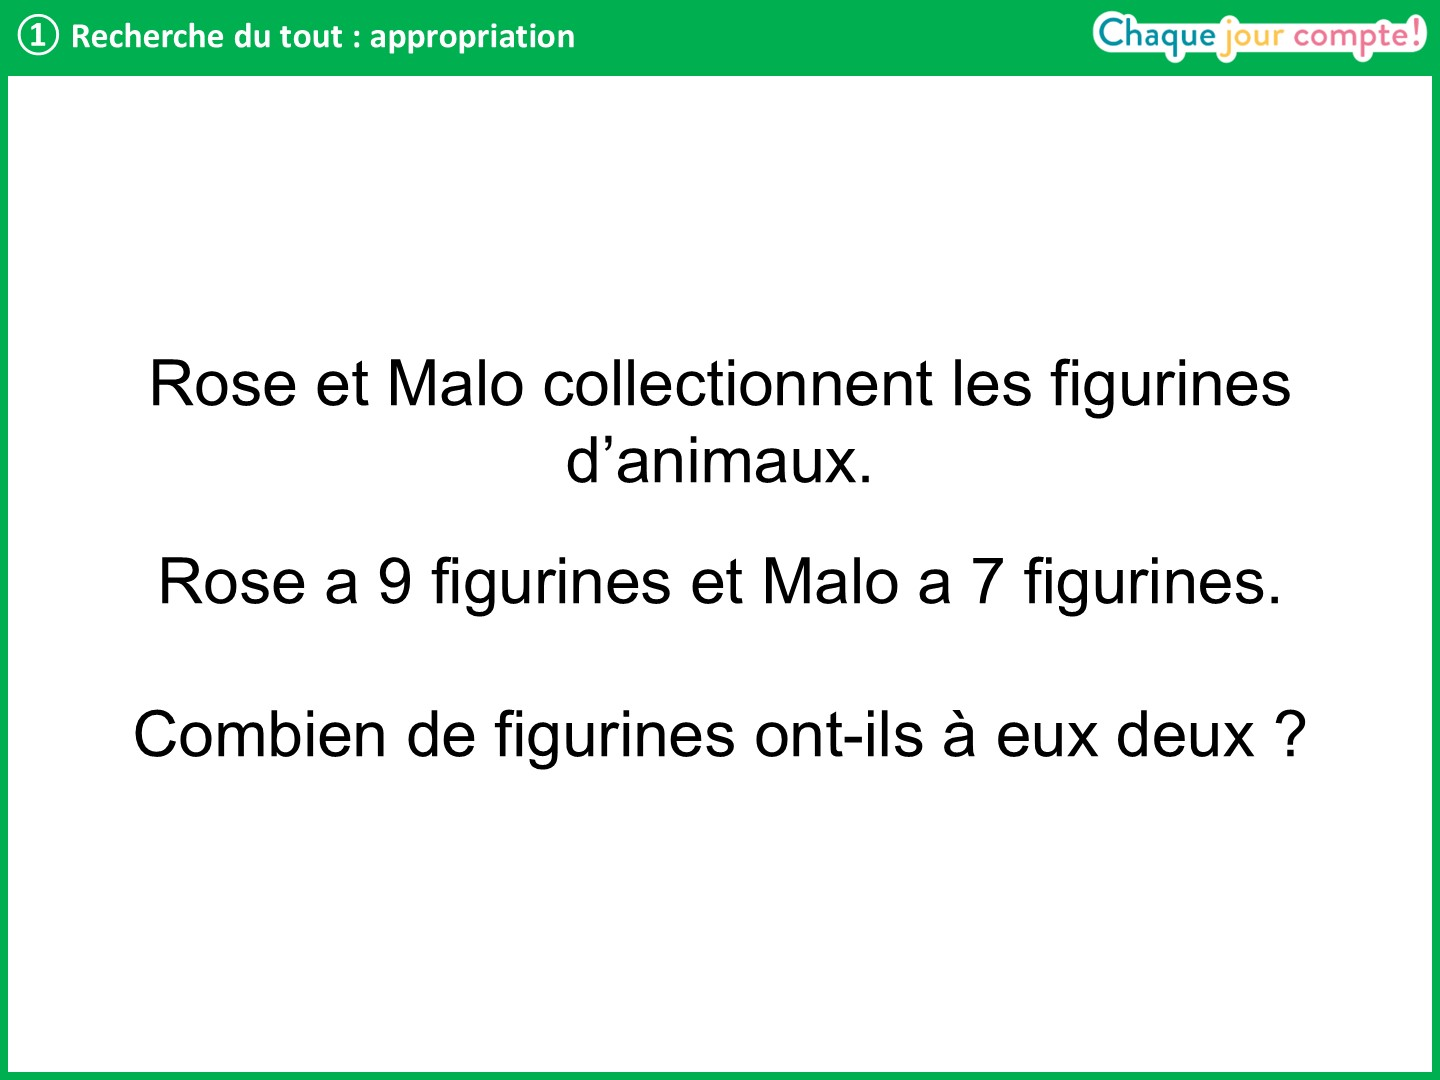 ① Recherche du tout : appropriation
Chaque jour compte!
Rose et Malo collectionnent les figurines
d’animaux.
Rose a 9 figurines et Malo a 7 figurines.
Combien de figurines ont-ils à eux deux ?